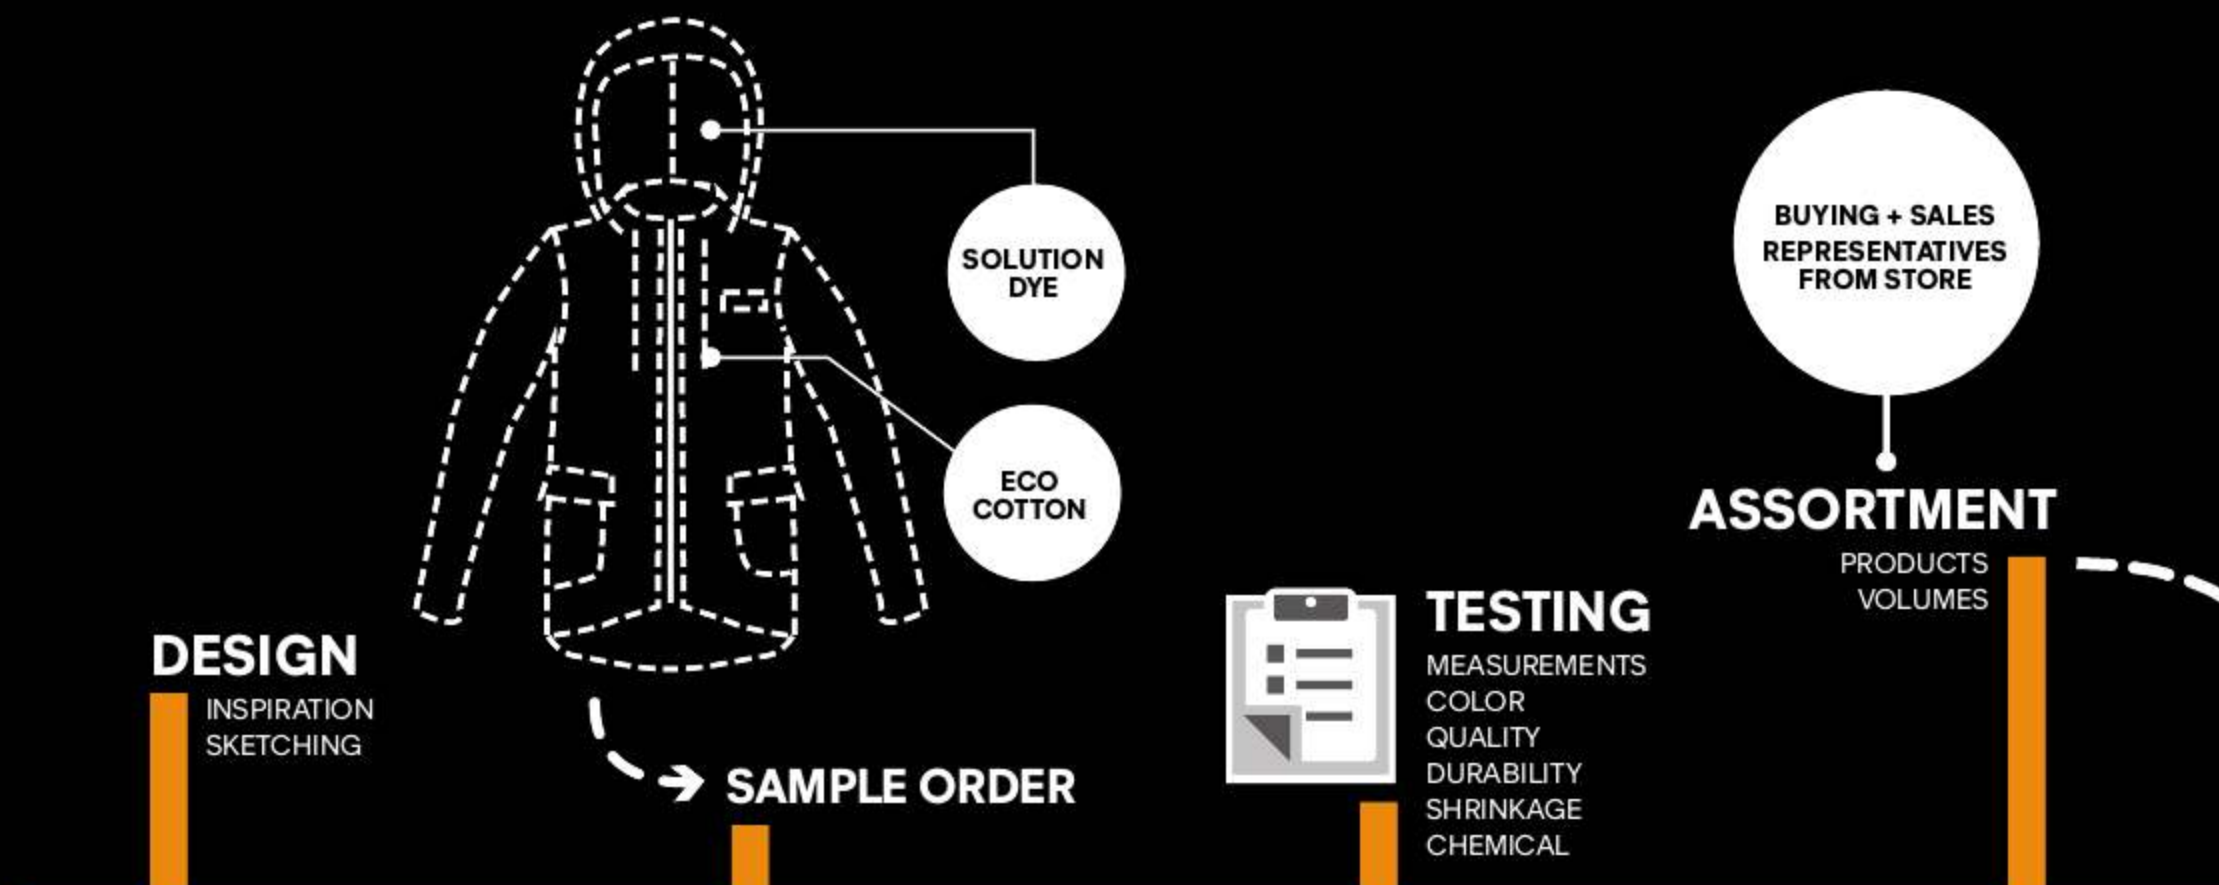 SOLUTION
DYE
ECO
COTTON
DESIGN
INSPIRATION
SKETCHING
SAMPLE ORDER
TESTING
MEASUREMENTS
COLOR
QUALITY
DURABILITY
SHRINKAGE
CHEMICAL
BUYING + SALES
REPRESENTATIVES
FROM STORE
ASSORTMENT
PRODUCTS
VOLUMES